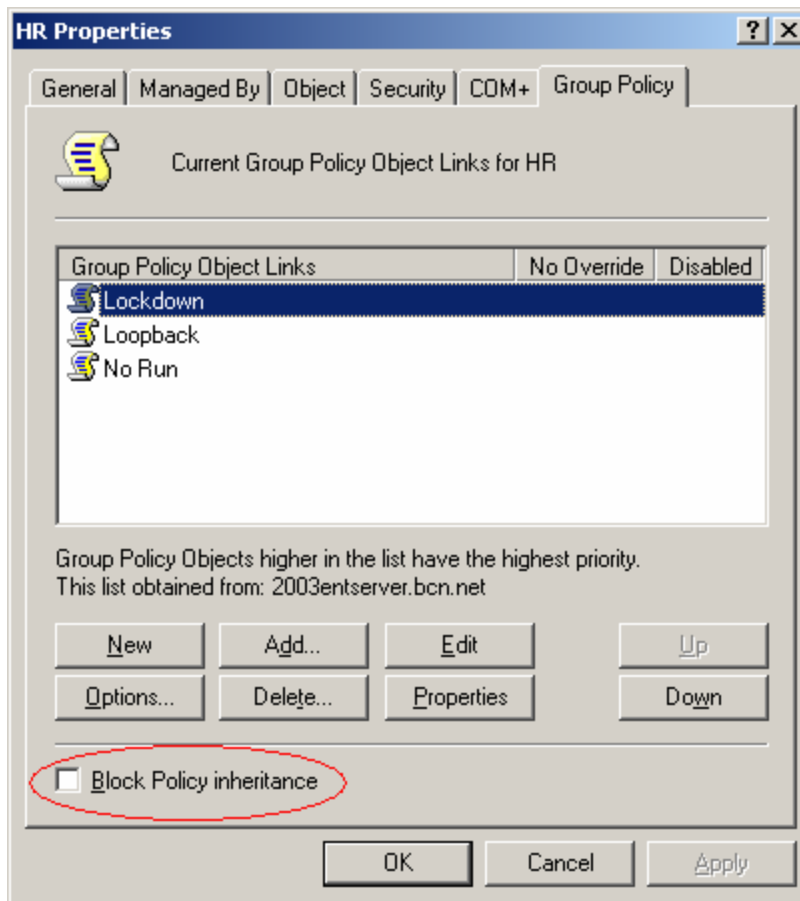 HR Properties
General Managed By Object Security COM+ Group Policy
Current Group Policy Object Links for HR
Group Policy Object Links No Override Disabled
Lockdown
Loopback
No Run
Group Policy Objects higher in the list have the highest priority.
This list obtained from: 2003entserver.bcn.net
New Add... Edit Up
Options... Delete... Properties Down
Block Policy inheritance
OK Cancel Apply